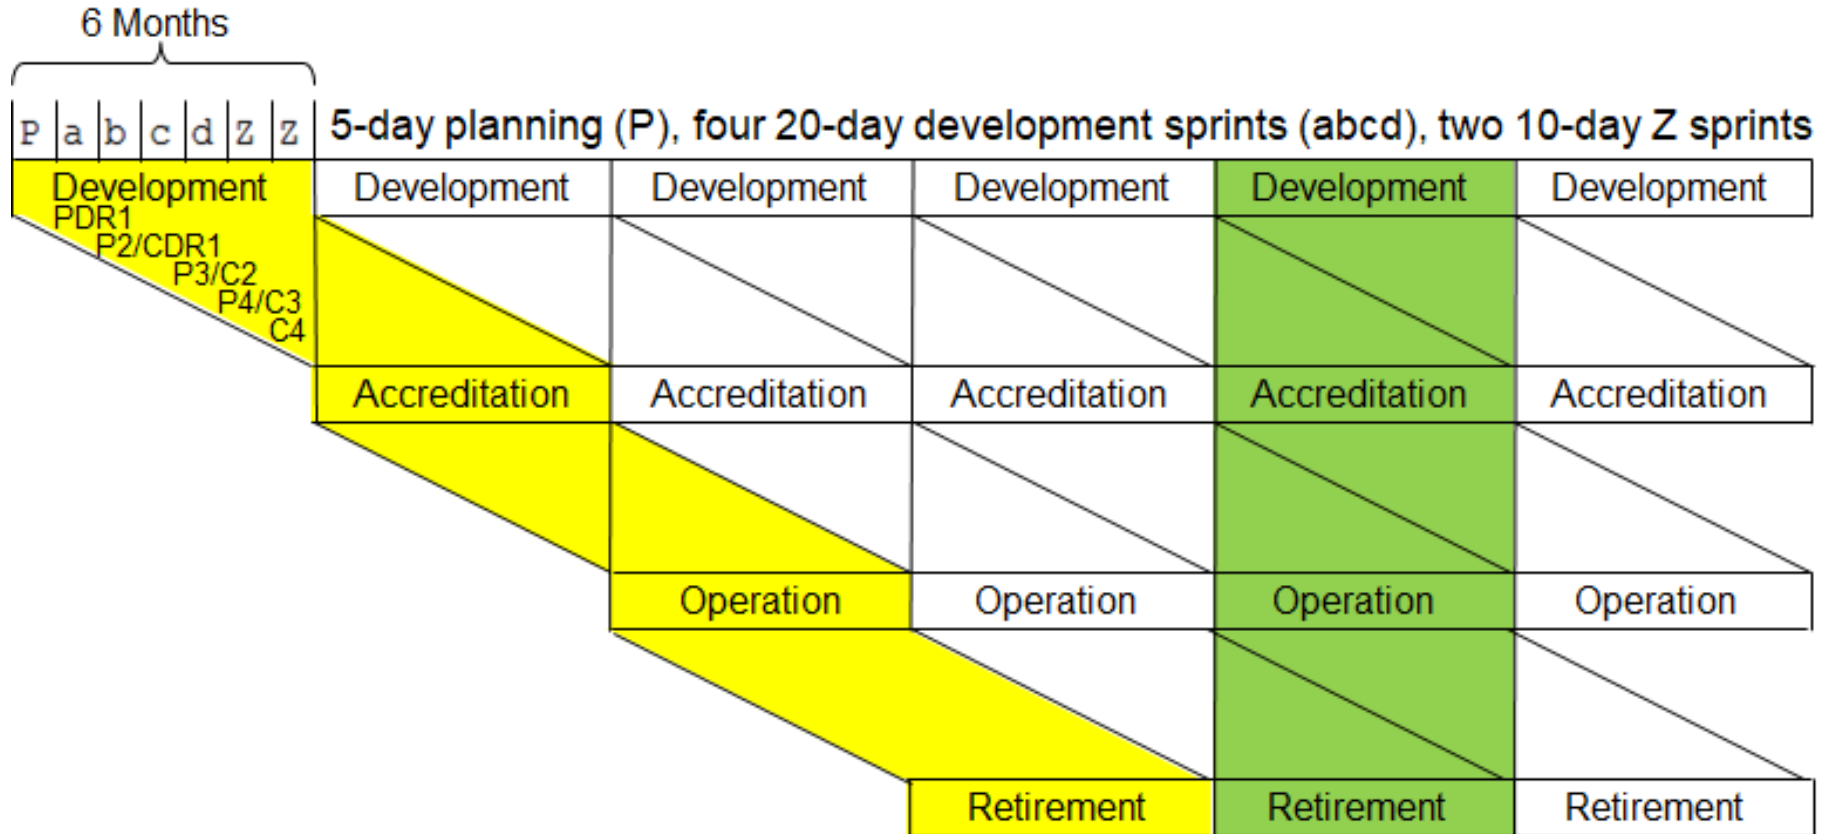 6 Months
P a b c d Z Z 5-day planning (P), four 20-day development sprints (abcd), two 10-day Z sprints
Development Development Development Development Development Development
PDR1
P2/CDR1
P3/C2
P4/C3
C4
Accreditation Accreditation Accreditation Accreditation Accreditation
Operation Operation Operation Operation
Retirement Retirement Retirement